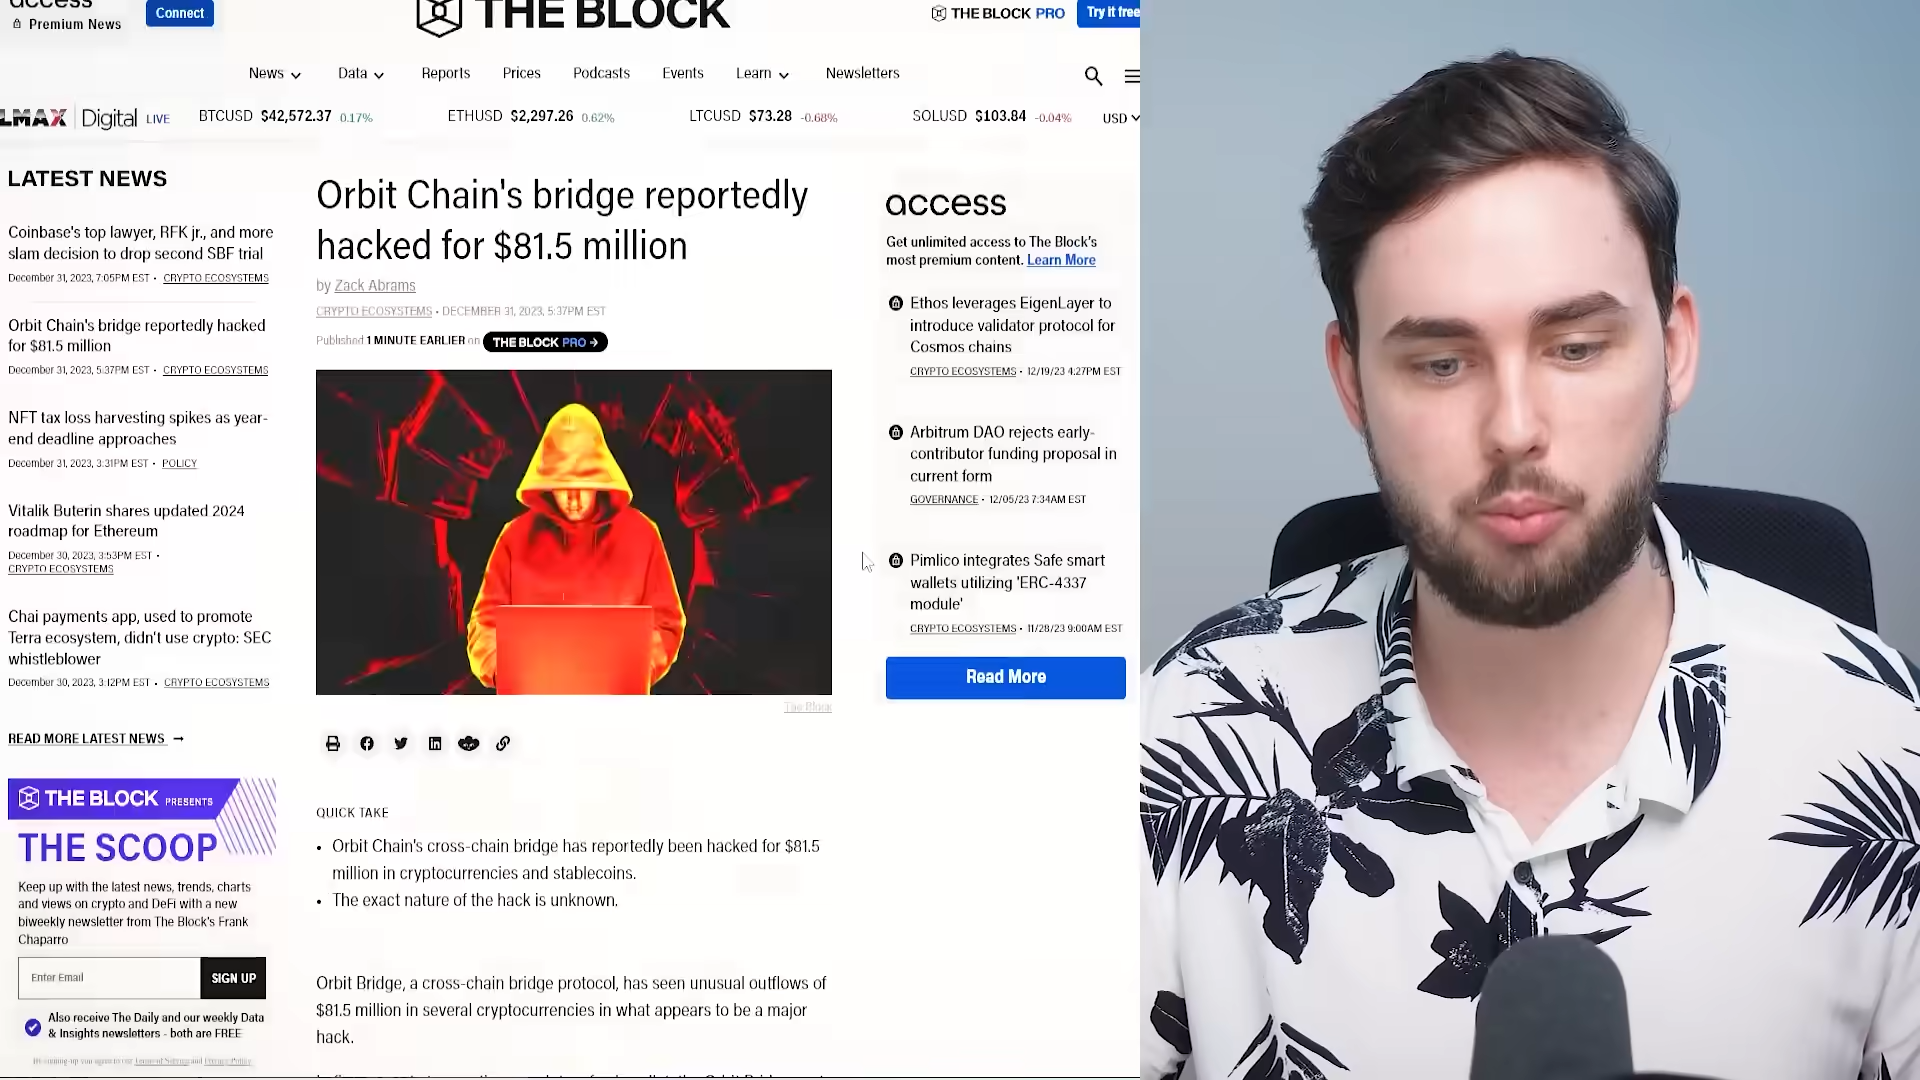 access
Premium News
Connect
THE BLOCK
THE BLOCK PRO
Try it free
News
Data
Reports
Prices
Podcasts
Events
Learn
Newsletters
LMAX Digital LIVE
BTCUSD $42,572.37 0.17%
ETHUSD $2,297.26 0.62%
LTCUSD $73.28 -0.68%
SOLUSD $103.84 -0.04%
USD
LATEST NEWS
Coinbase's top lawyer, RFK jr., and more
slam decision to drop second SBF trial
December 31, 2023, 7:05PM EST • CRYPTO ECOSYSTEMS
Orbit Chain's bridge reportedly hacked
for $81.5 million
December 31, 2023, 5:37PM EST • CRYPTO ECOSYSTEMS
NFT tax loss harvesting spikes as year-
end deadline approaches
December 31, 2023, 3:31PM EST • POLICY
Vitalik Buterin shares updated 2024
roadmap for Ethereum
December 30, 2023, 3:53PM EST •
CRYPTO ECOSYSTEMS
Chai payments app, used to promote
Terra ecosystem, didn't use crypto: SEC
whistleblower
December 30, 2023, 3:12PM EST • CRYPTO ECOSYSTEMS
READ MORE LATEST NEWS →
THE BLOCK PRESENTS
THE SCOOP
Keep up with the latest news, trends, charts
and views on crypto and DeFi with a new
biweekly newsletter from The Block's Frank
Chaparro
Enter Email
SIGN UP
Also receive The Daily and our weekly Data
& Insights newsletters - both are FREE
By signing-up you agree to our Terms of Service and Privacy Policy
Orbit Chain's bridge reportedly
hacked for $81.5 million
by Zack Abrams
CRYPTO ECOSYSTEMS • DECEMBER 31, 2023, 5:37PM EST
Published 1 MINUTE EARLIER on THE BLOCK PRO →
The Block
QUICK TAKE
• Orbit Chain's cross-chain bridge has reportedly been hacked for $81.5
million in cryptocurrencies and stablecoins.
• The exact nature of the hack is unknown.
Orbit Bridge, a cross-chain bridge protocol, has seen unusual outflows of
$81.5 million in several cryptocurrencies in what appears to be a major
hack.
access
Get unlimited access to The Block's
most premium content. Learn More
Ethos leverages EigenLayer to
introduce validator protocol for
Cosmos chains
CRYPTO ECOSYSTEMS • 12/19/23 4:27PM EST
Arbitrum DAO rejects early-
contributor funding proposal in
current form
GOVERNANCE • 12/05/23 7:34AM EST
Pimlico integrates Safe smart
wallets utilizing 'ERC-4337
module'
CRYPTO ECOSYSTEMS • 11/28/23 9:00AM EST
Read More